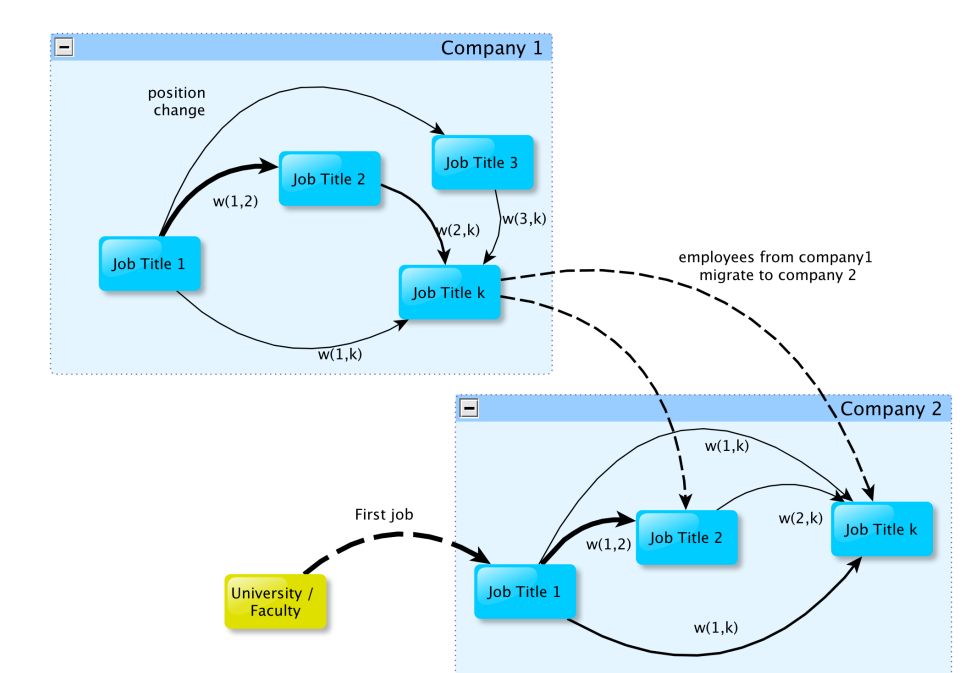 Company 1
position
change
Job Title 3
Job Title 2
w(1,2)
w(3,k)
w(2,k)
Job Title 1
Job Title k
w(1,k)
employees from company1
migrate to company 2
Company 2
w(1,k)
First job
w(2,k)
Job Title k
Job Title 2
w(1,2)
Job Title 1
University /
Faculty
w(1,k)